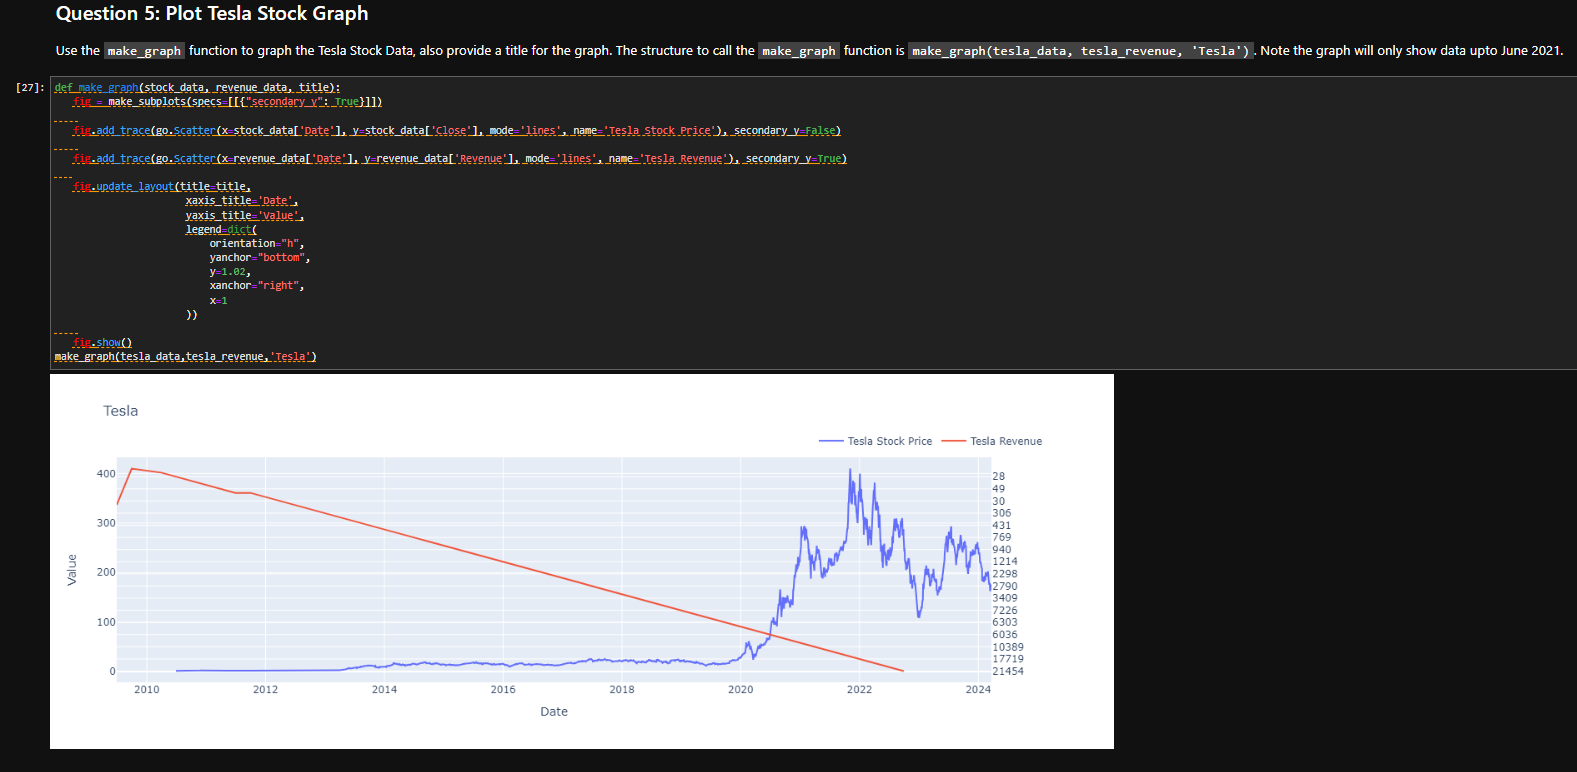 Question 5: Plot Tesla Stock Graph
Use the make_graph function to graph the Tesla Stock Data, also provide a title for the graph. The structure to call the make_graph function is make_graph(tesla_data, tesla_revenue, 'Tesla'). Note the graph will only show data upto June 2021.
[27]: def make_graph(stock_data, revenue_data, title):
fig = make_subplots(specs=[[{"secondary_y": True}]])
fig.add_trace(go.Scatter(x=stock_data['Date'], y=stock_data['Close'], mode='lines', name='Tesla Stock Price'), secondary_y=False)
fig.add_trace(go.Scatter(x=revenue_data['Date'], y=revenue_data['Revenue'], mode='lines', name='Tesla Revenue'), secondary_y=True)
fig.update_layout(title=title,
xaxis_title='Date',
yaxis_title='Value',
legend=dict(
orientation="h",
yanchor="bottom",
y=1.02,
xanchor="right",
x=1
))
fig.show()
make_graph(tesla_data,tesla_revenue,'Tesla')
Tesla
Tesla Stock Price
Tesla Revenue
400
300
200
100
0
Value
28
49
30
306
431
769
940
1214
2298
2790
3409
7226
6303
6036
10389
17719
21454
2010 2012 2014 2016 2018 2020 2022 2024
Date